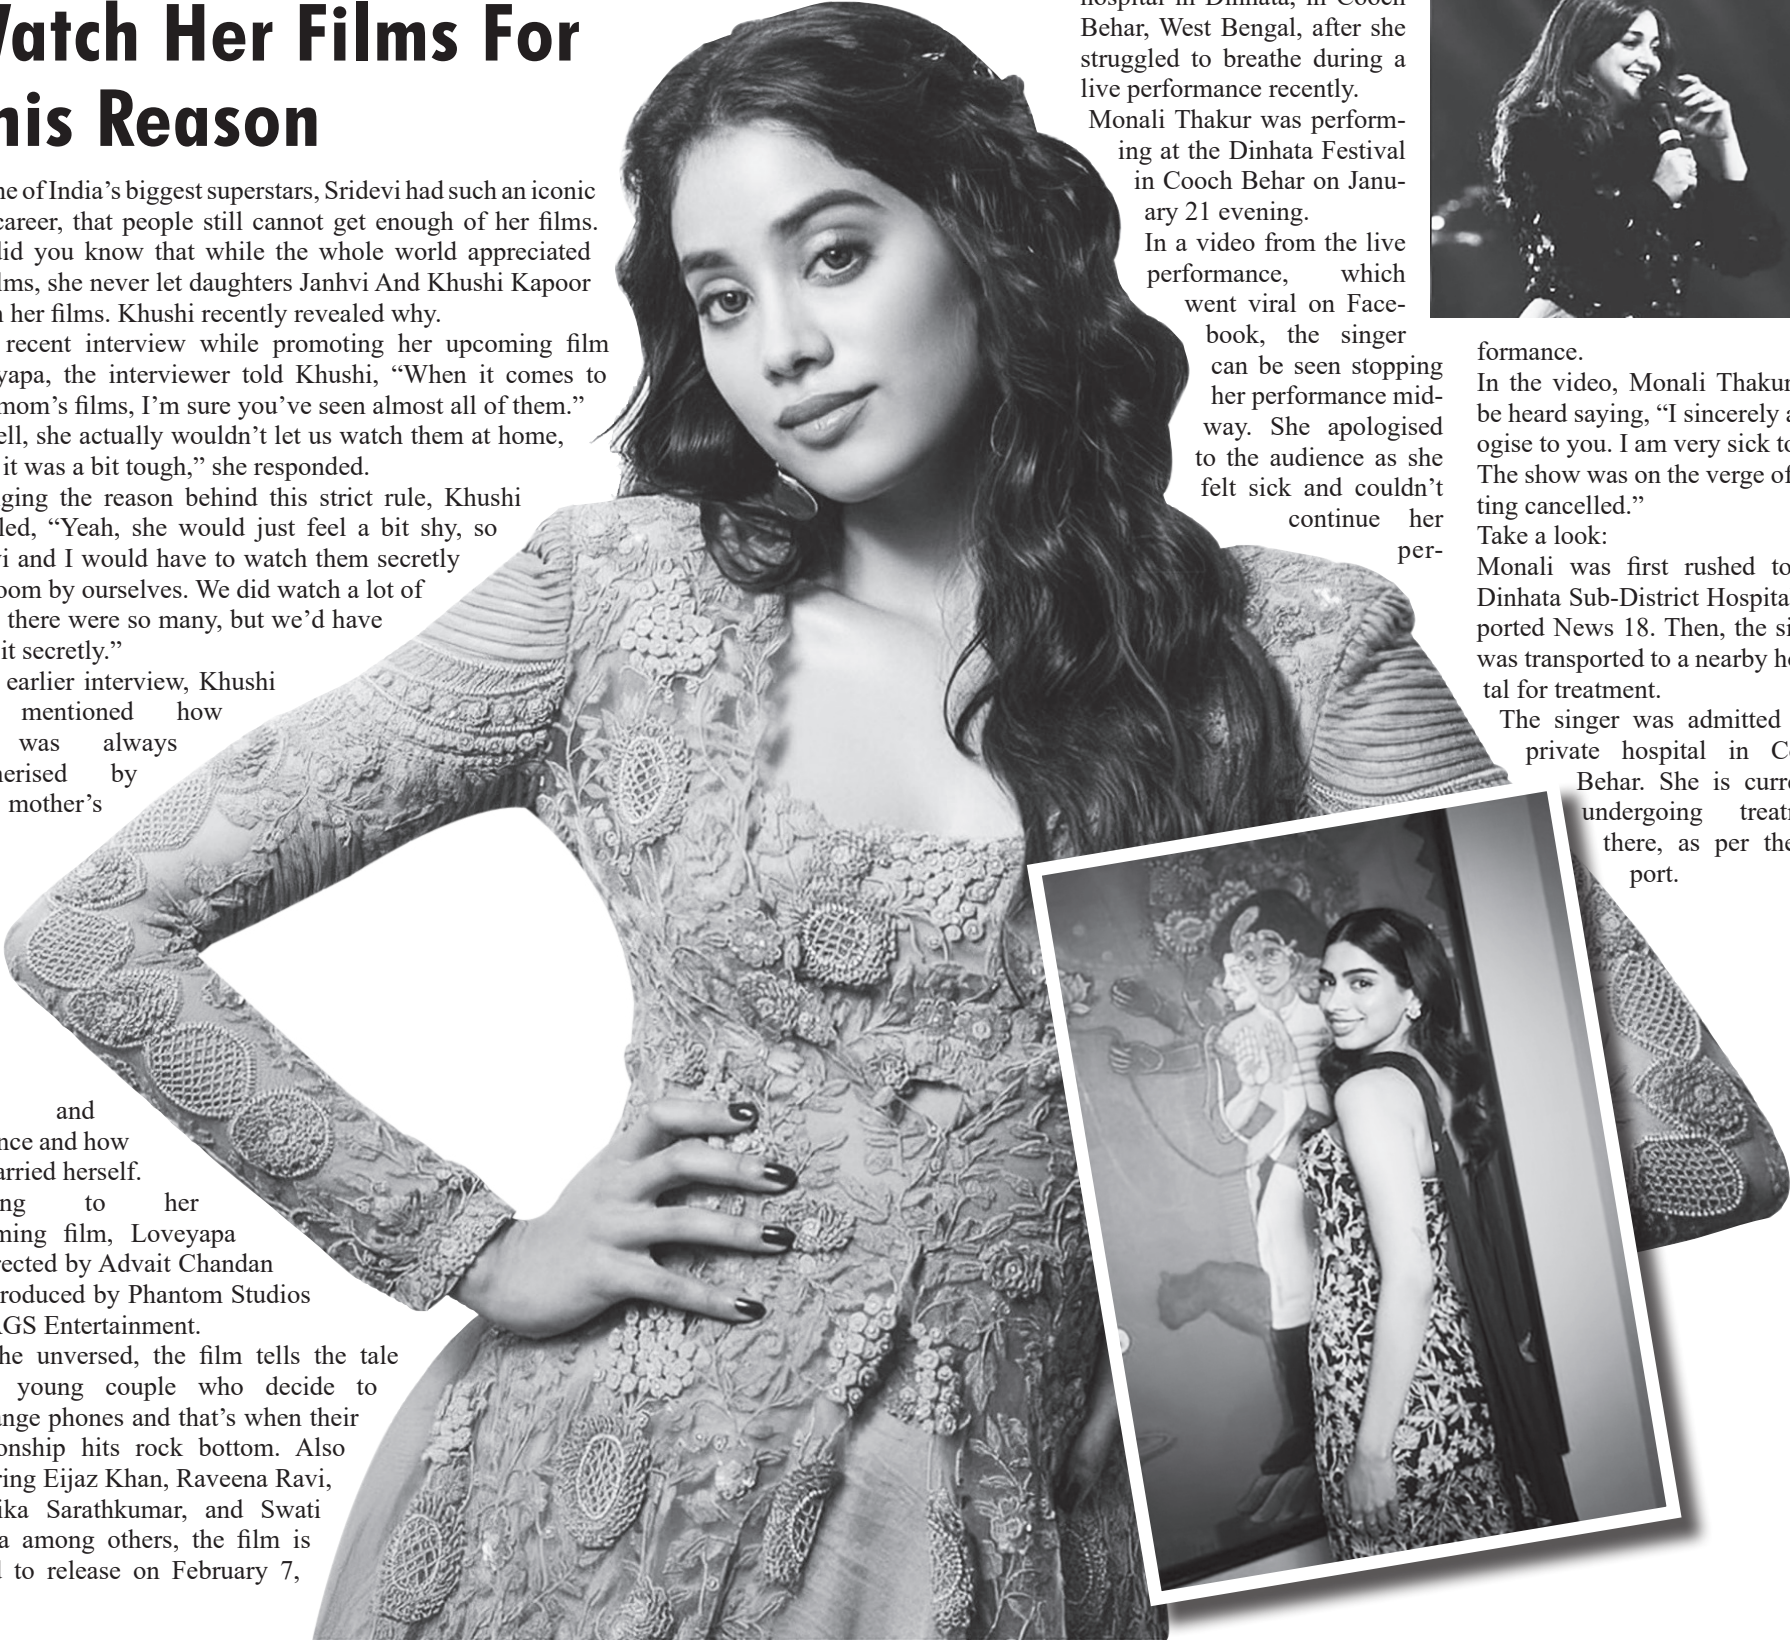 Watch Her Films For
his Reason
ne of India's biggest superstars, Sridevi had such an iconic
career, that people still cannot get enough of her films.
did you know that while the whole world appreciated
lms, she never let daughters Janhvi And Khushi Kapoor
h her films. Khushi recently revealed why.
recent interview while promoting her upcoming film
yapa, the interviewer told Khushi, “When it comes to
mom’s films, I’m sure you’ve seen almost all of them.”
ell, she actually wouldn’t let us watch them at home,
it was a bit tough,” she responded.
ging the reason behind this strict rule, Khushi
led, “Yeah, she would just feel a bit shy, so
vi and I would have to watch them secretly
oom by ourselves. We did watch a lot of
there were so many, but we’d have
it secretly.”
earlier interview, Khushi
mentioned how
was always
nerised by
mother’s
and
nce and how
arried herself.
ng to her
ming film, Loveyapa
rected by Advait Chandan
roduced by Phantom Studios
AGS Entertainment.
he unversed, the film tells the tale
young couple who decide to
ange phones and that’s when their
onship hits rock bottom. Also
ring Eijaz Khan, Raveena Ravi,
ika Sarathkumar, and Swati
a among others, the film is
d to release on February 7,
hospital in Dinhata, in Cooch
Behar, West Bengal, after she
struggled to breathe during a
live performance recently.
Monali Thakur was perform-
ing at the Dinhata Festival
in Cooch Behar on Janu-
ary 21 evening.
In a video from the live
performance, which
went viral on Face-
book, the singer
can be seen stopping
her performance mid-
way. She apologised
to the audience as she
felt sick and couldn’t
continue her
per-
formance.
In the video, Monali Thakur
be heard saying, “I sincerely a
ogise to you. I am very sick to
The show was on the verge of
ting cancelled.”
Take a look:
Monali was first rushed to
Dinhata Sub-District Hospita
ported News 18. Then, the si
was transported to a nearby ho
tal for treatment.
The singer was admitted
private hospital in Co
Behar. She is curre
undergoing treat
there, as per the
port.